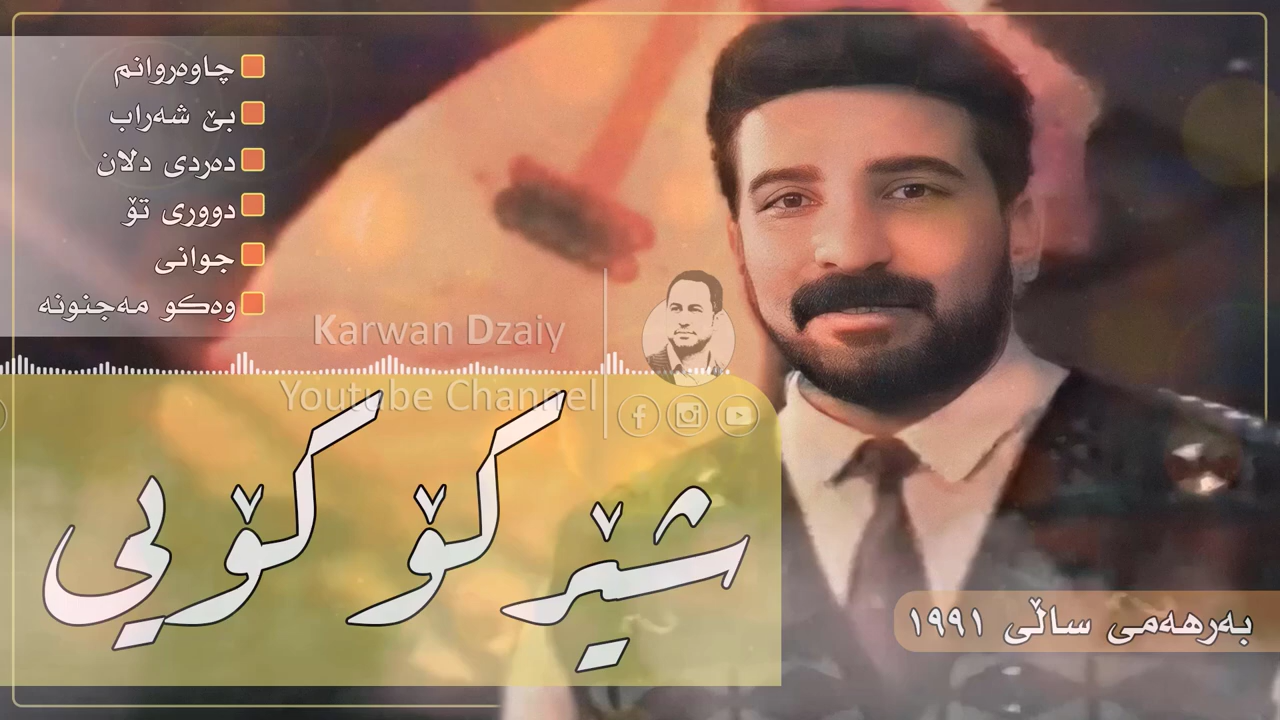 چاوەڕوانم
بێ شەراب
دەردی دلان
دووری تۆ
جوانی
وەکو مەجنونە
Karwan Dzaiy
Youtube Channel
شێرکۆ کۆیی
بەرهەمی ساڵی ١٩٩١